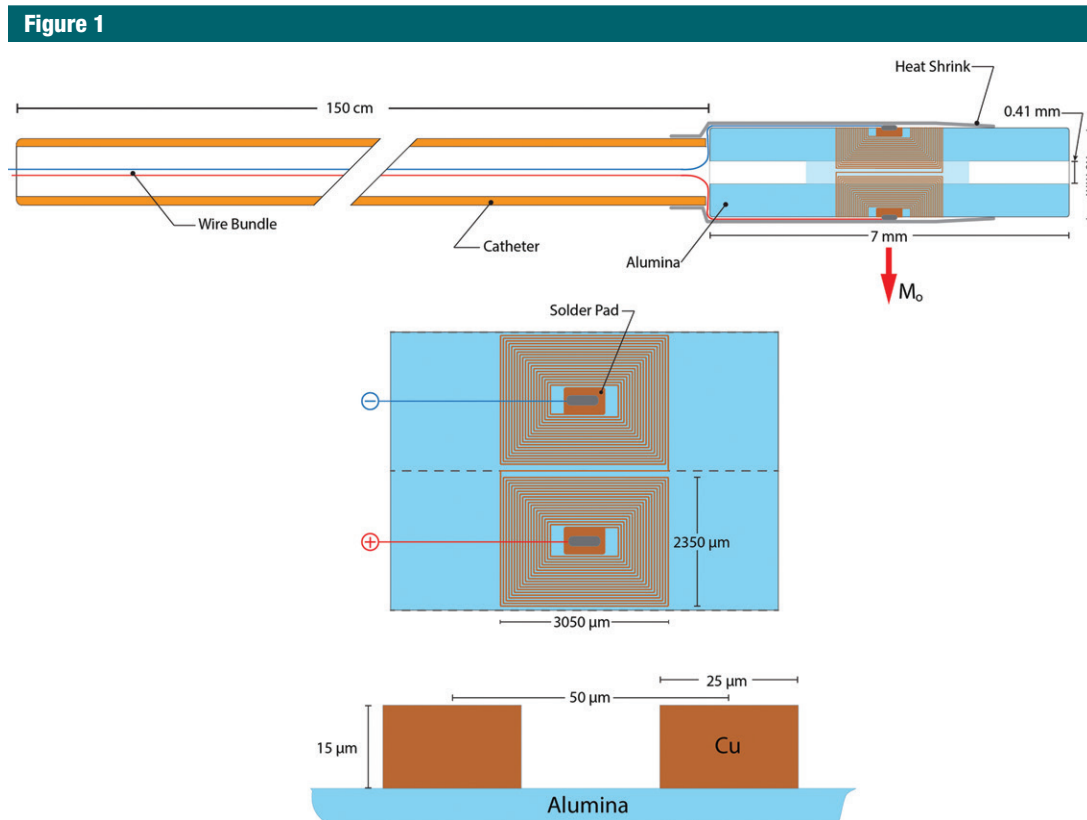 Figure 1
Heat Shrink
150 cm
0.41 mm
Wire Bundle
Catheter
Alumina
7 mm
Mo
Solder Pad
−
+
2350 µm
3050 µm
25 µm
50 µm
15 µm
Cu
Alumina